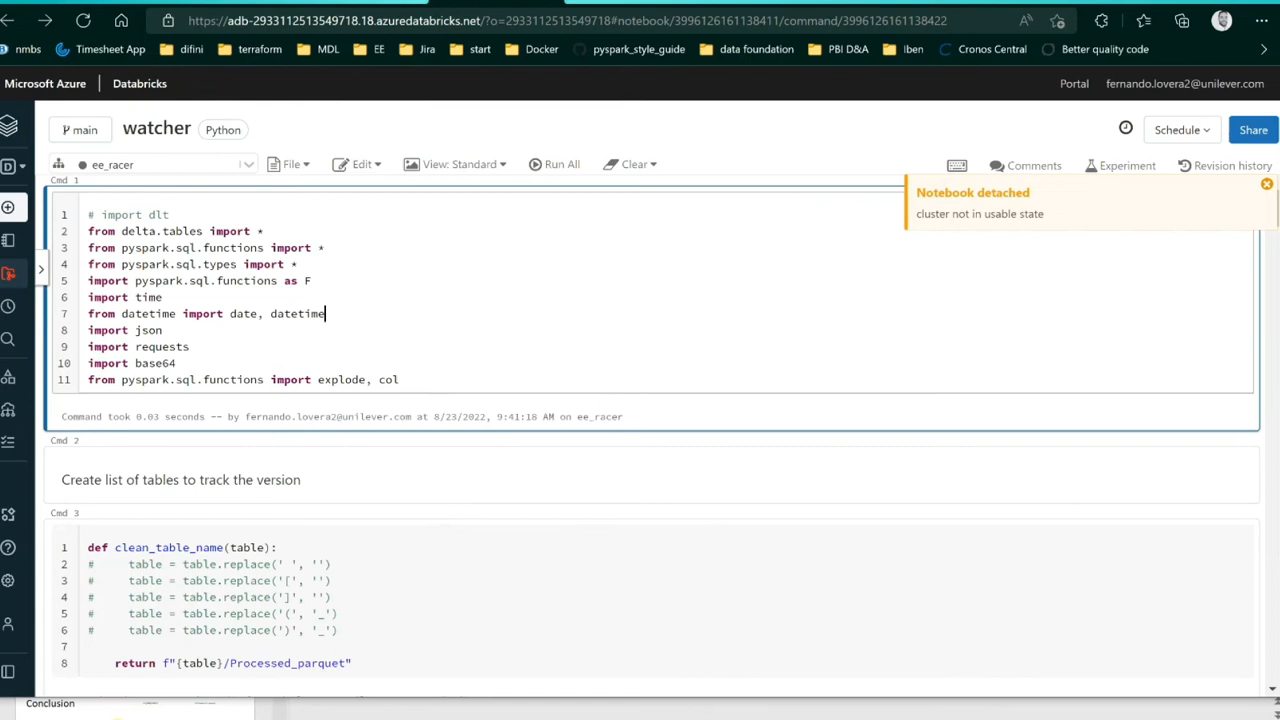 https://adb-2933112513549718.18.azuredatabricks.net/?o=2933112513549718#notebook/3996126161138411/command/3996126161138422
nmbs Timesheet App difini terraform MDL EE Jira start Docker pyspark_style_guide data foundation PBI D&A Iben Cronos Central Better quality code
Microsoft Azure Databricks Portal fernando.lovera2@unilever.com
main watcher Python Schedule Share
ee_racer File Edit View: Standard Run All Clear Comments Experiment Revision history
Cmd 1
Notebook detached
cluster not in usable state
1 # import dlt
2 from delta.tables import *
3 from pyspark.sql.functions import *
4 from pyspark.sql.types import *
5 import pyspark.sql.functions as F
6 import time
7 from datetime import date, datetime
8 import json
9 import requests
10 import base64
11 from pyspark.sql.functions import explode, col
Command took 0.03 seconds -- by fernando.lovera2@unilever.com at 8/23/2022, 9:41:18 AM on ee_racer
Cmd 2
Create list of tables to track the version
Cmd 3
1 def clean_table_name(table):
2 #     table = table.replace(' ', '')
3 #     table = table.replace('[', '')
4 #     table = table.replace(']', '')
5 #     table = table.replace('(', '_')
6 #     table = table.replace(')', '_')
7
8     return f"{table}/Processed_parquet"
Conclusion